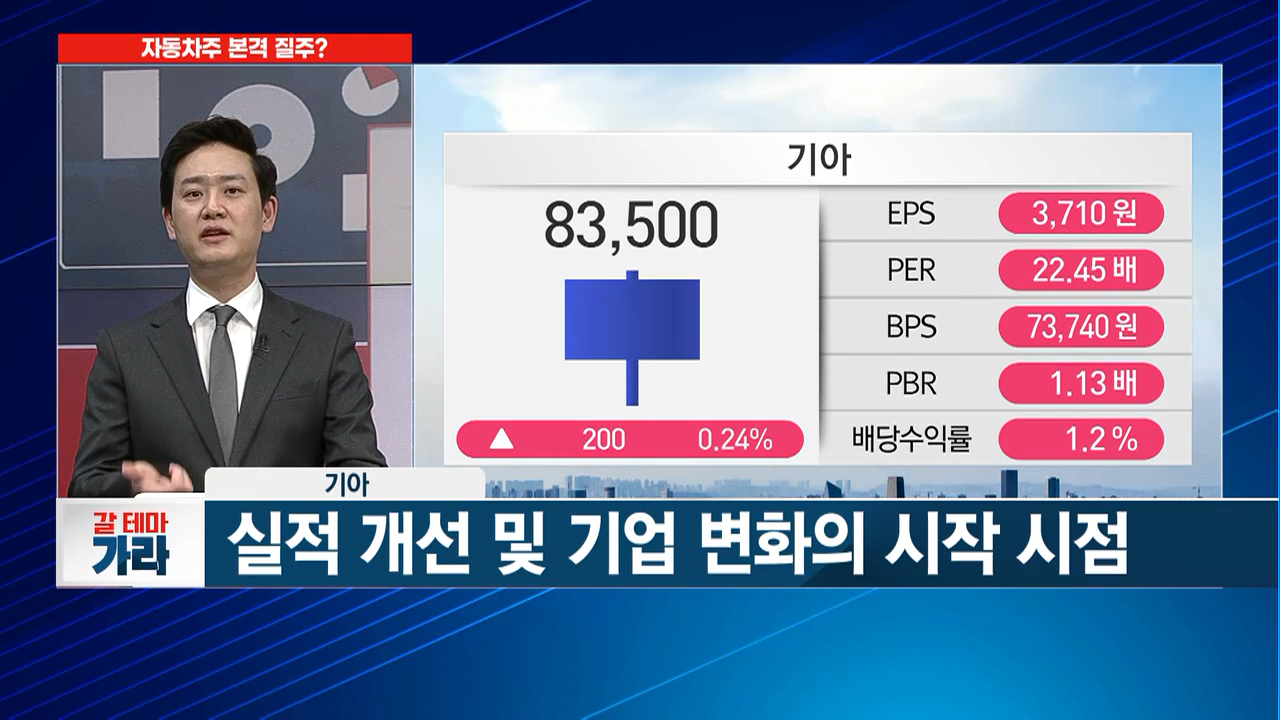 자동차주 본격 질주?
기아
83,500
▲ 200 0.24%
EPS 3,710 원
PER 22.45 배
BPS 73,740 원
PBR 1.13 배
배당수익률 1.2 %
기아
갈 테마
가라
실적 개선 및 기업 변화의 시작 시점